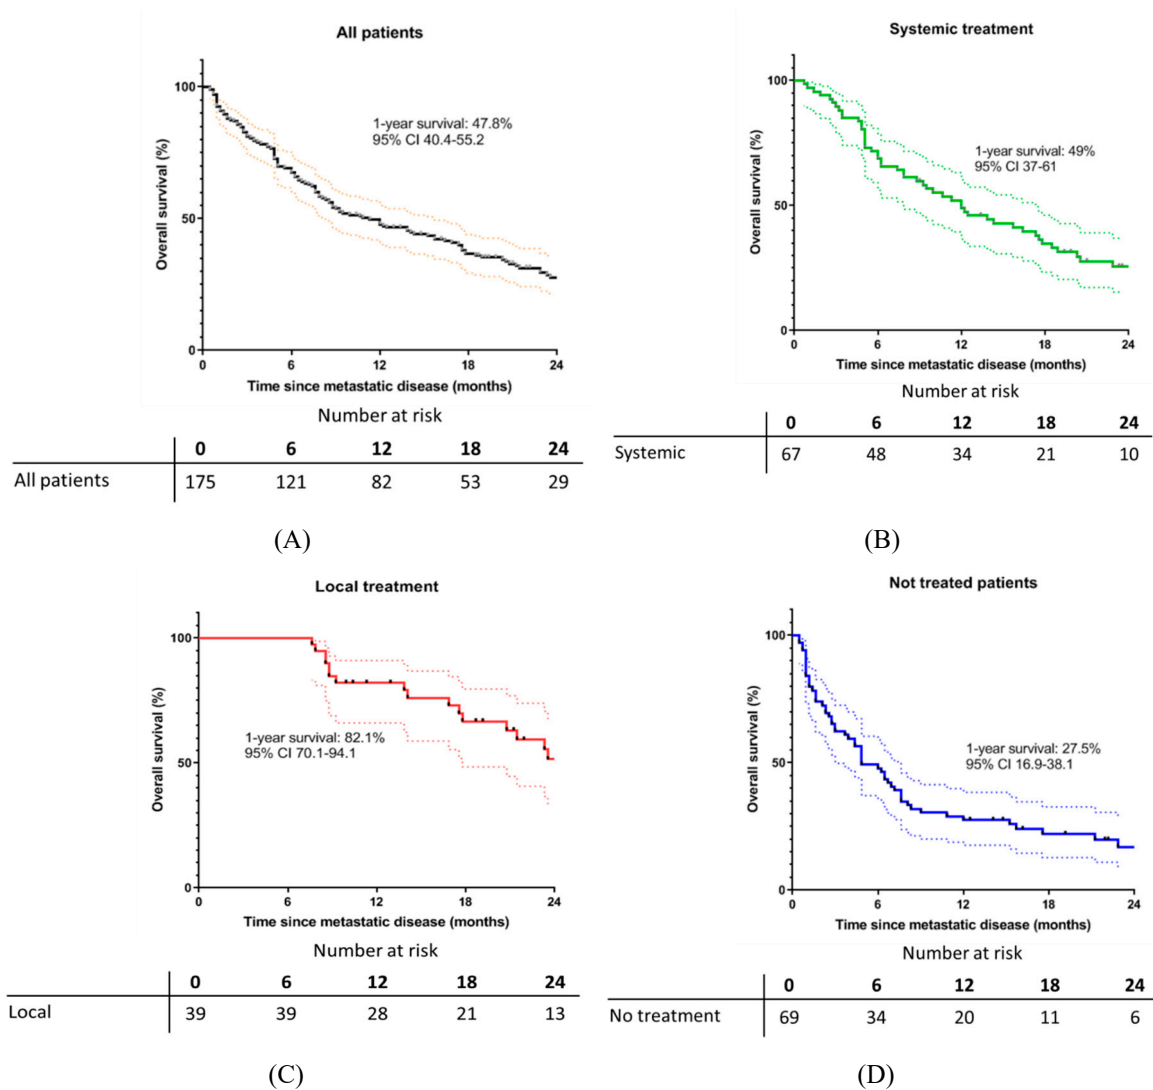 All patients
Overall survival (%)
100
50
0
1-year survival: 47.8%
95% CI 40.4-55.2
0 6 12 18 24
Time since metastatic disease (months)
Number at risk
0 6 12 18 24
All patients 175 121 82 53 29
(A)
Systemic treatment
Overall survival (%)
100
50
0
1-year survival: 49%
95% CI 37-61
0 6 12 18 24
Time since metastatic disease (months)
Number at risk
0 6 12 18 24
Systemic 67 48 34 21 10
(B)
Local treatment
Overall survival (%)
100
50
0
1-year survival: 82.1%
95% CI 70.1-94.1
0 6 12 18 24
Time since metastatic disease (months)
Number at risk
0 6 12 18 24
Local 39 39 28 21 13
(C)
Not treated patients
Overall survival (%)
100
50
0
1-year survival: 27.5%
95% CI 16.9-38.1
0 6 12 18 24
Time since metastatic disease (months)
Number at risk
0 6 12 18 24
No treatment 69 34 20 11 6
(D)